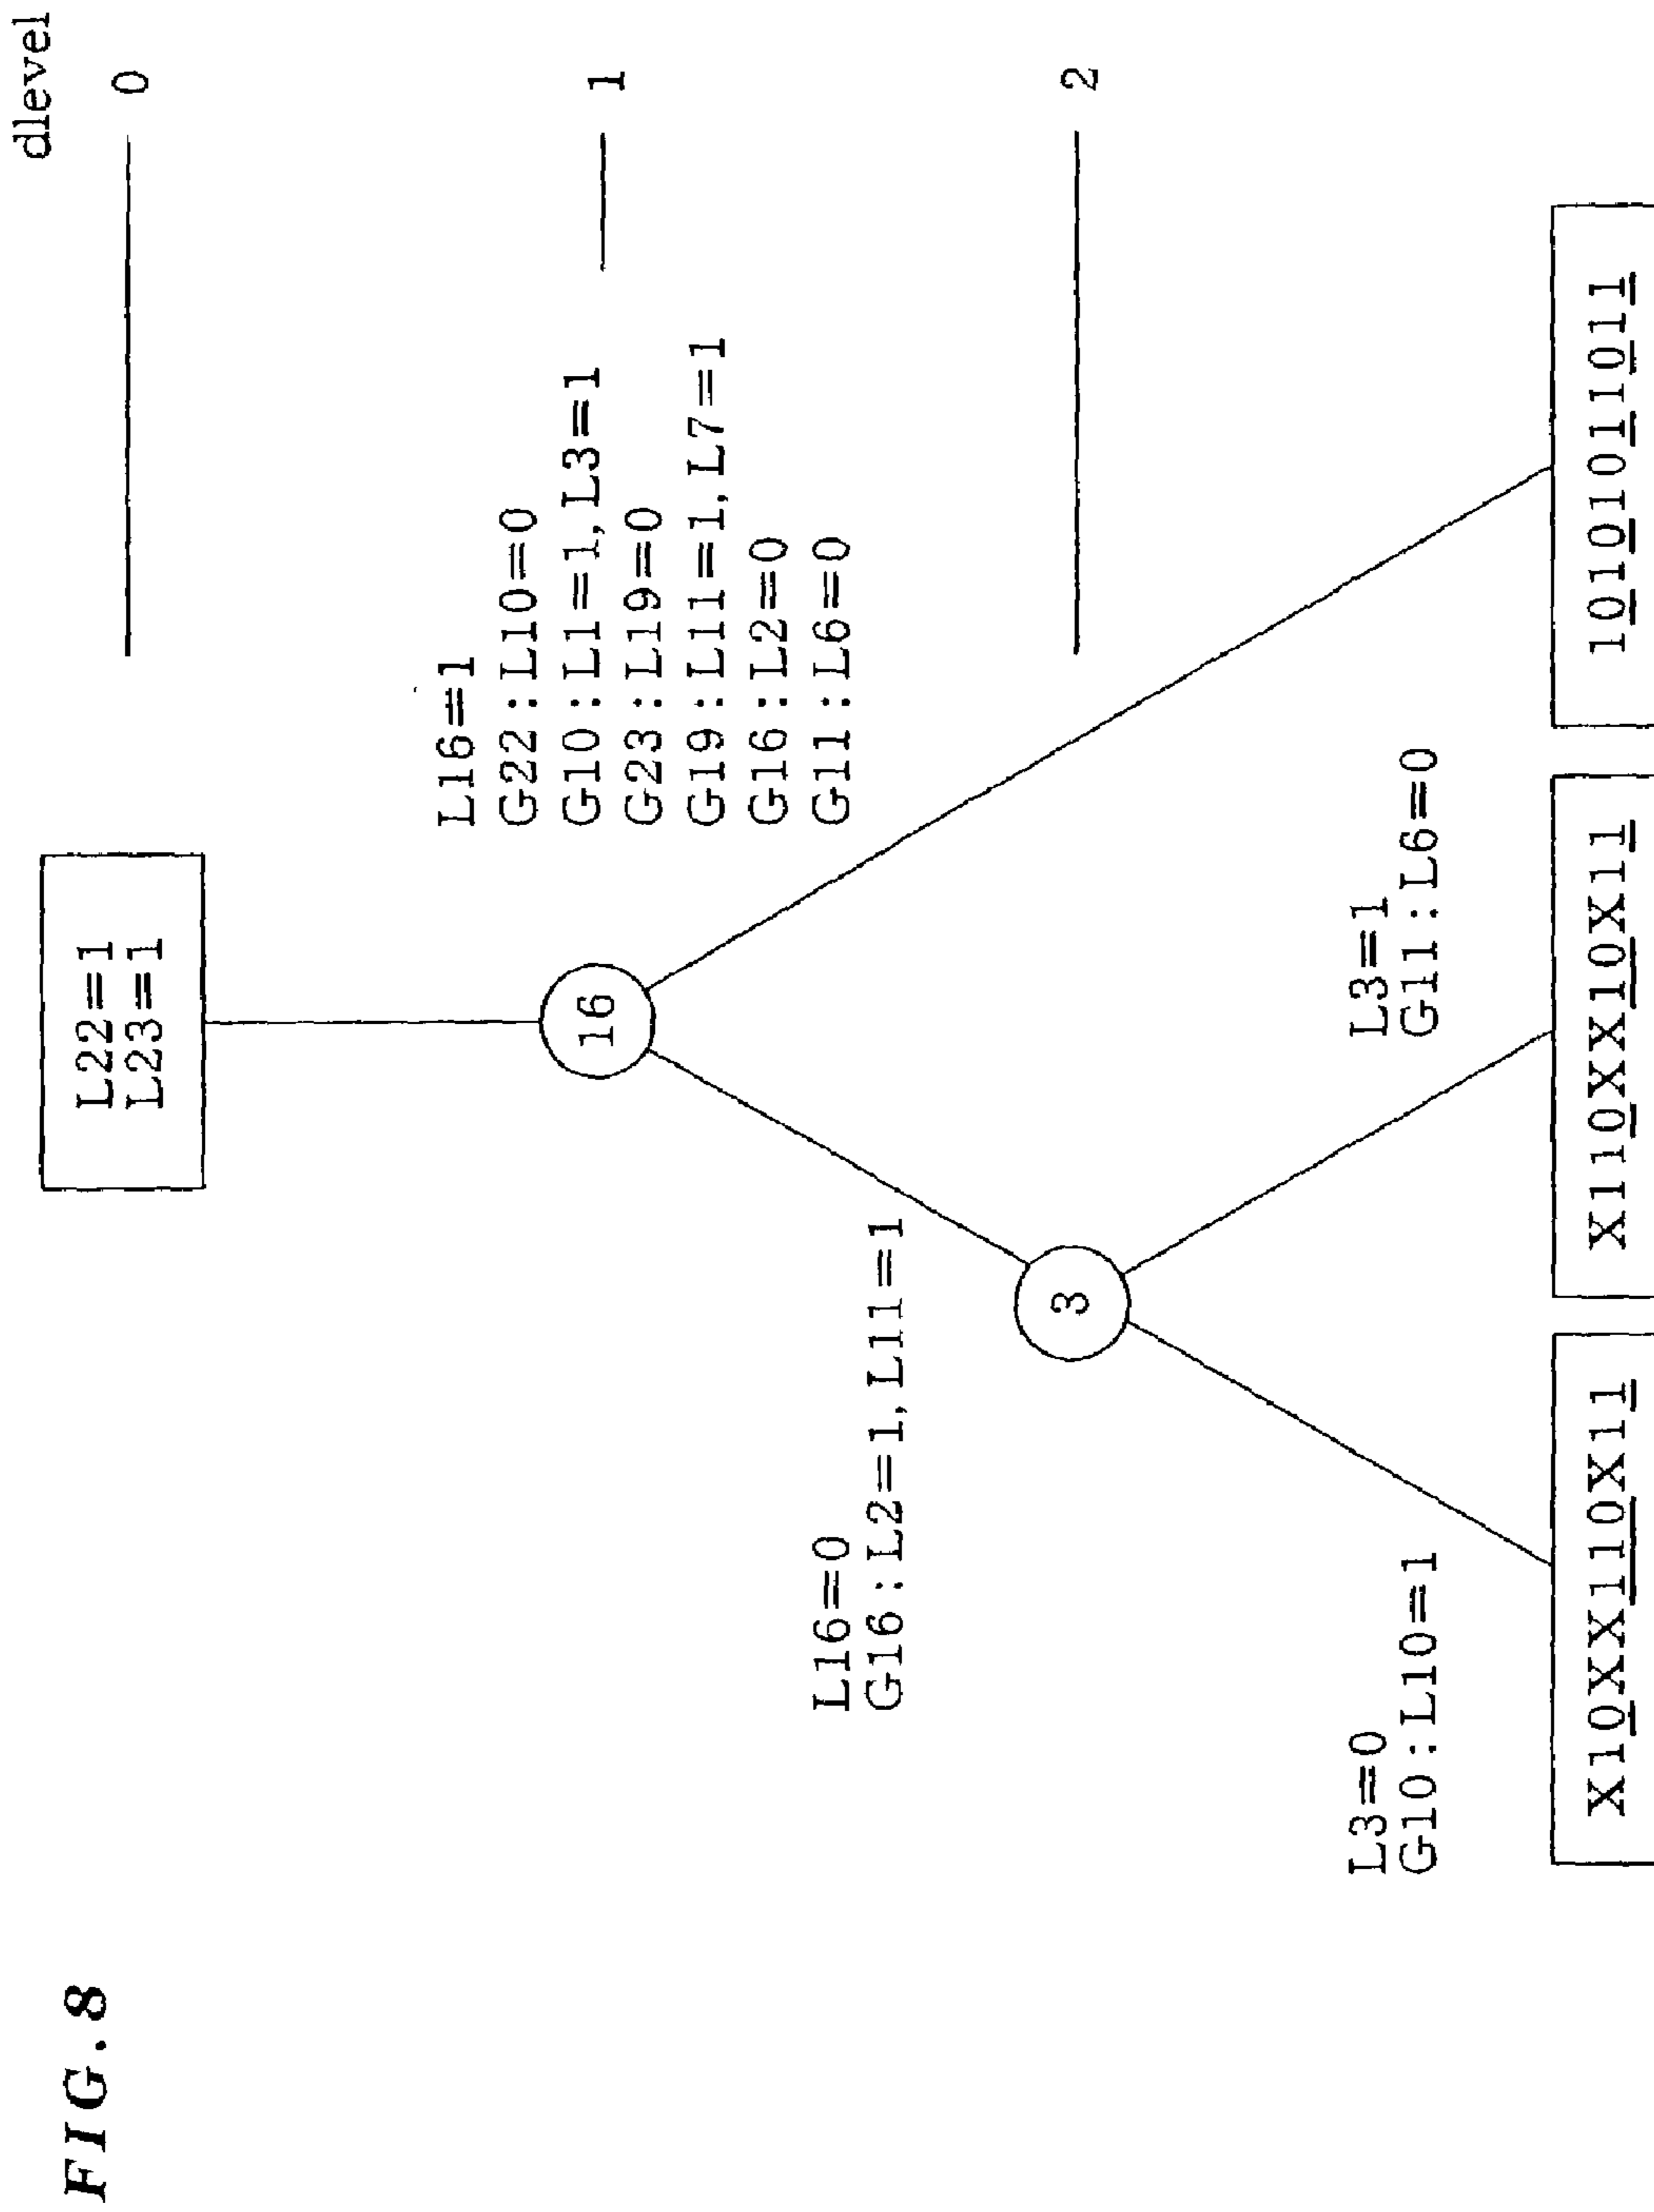 FIG.8
dlevel
0
1
2
L22=1
L23=1
16
L16=1
G22:L10=0
G10:L1=1,L3=1
G23:L19=0
G19:L11=1,L7=1
G16:L2=0
G11:L6=0
L16=0
G16:L2=1,L11=1
3
L3=0
G10:L10=1
L3=1
G11:L6=0
X10XX110X11
X110XX10X11
10101011011